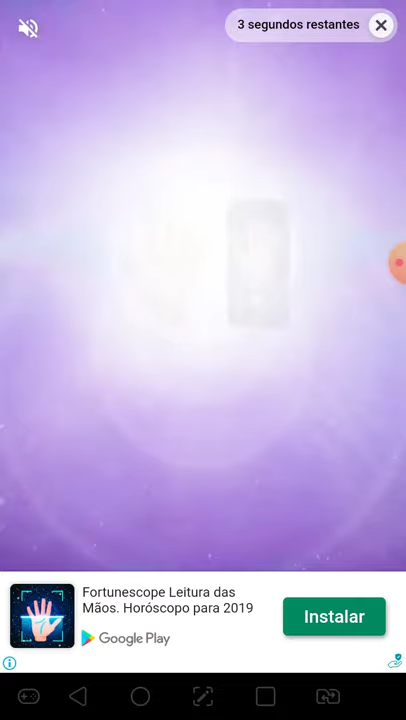 3 segundos restantes
Fortunescope Leitura das
Mãos. Horóscopo para 2019
Instalar
Google Play